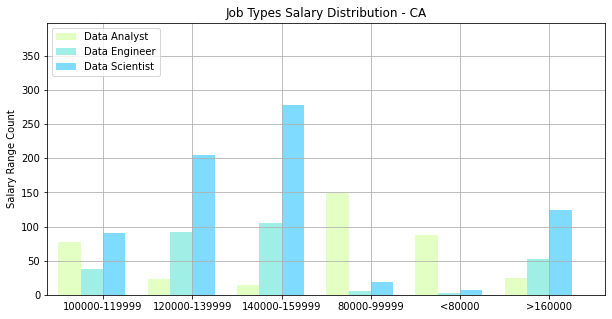 Job Types Salary Distribution - CA
Data Analyst
Data Engineer
Data Scientist
Salary Range Count
350
300
250
200
150
100
50
0
100000-119999 120000-139999 140000-159999 80000-99999 <80000 >160000